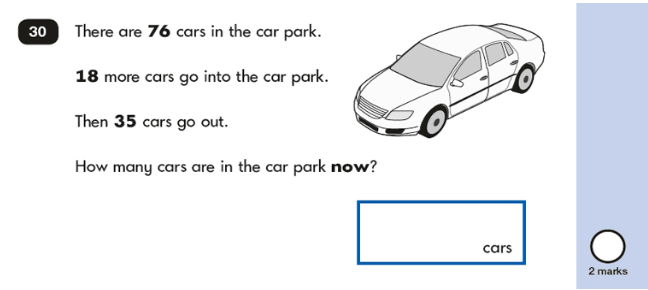 30 There are 76 cars in the car park.
18 more cars go into the car park.
Then 35 cars go out.
How many cars are in the car park now?
cars
2 marks